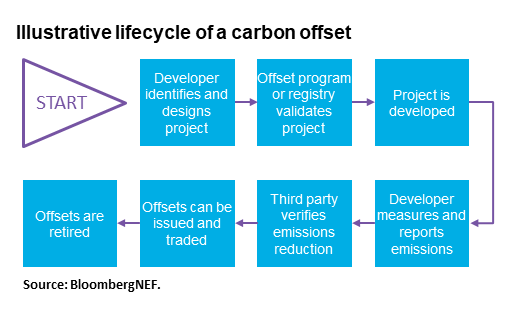 Illustrative lifecycle of a carbon offset
START
Developer
identifies and
designs
project
Offset program
or registry
validates
project
Project is
developed
Developer
measures and
reports
emissions
Third party
verifies
emissions
reduction
Offsets can be
issued and
traded
Offsets are
retired
Source: BloombergNEF.